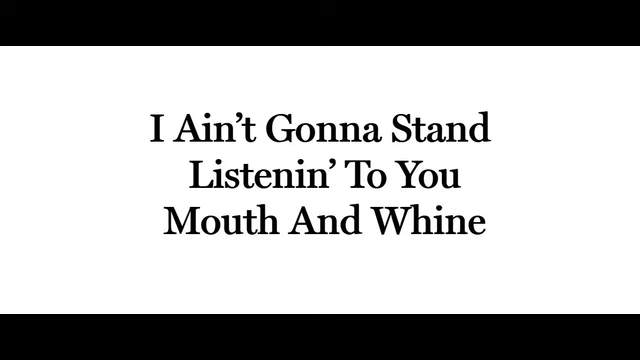 I Ain’t Gonna Stand
Listenin’ To You
Mouth And Whine